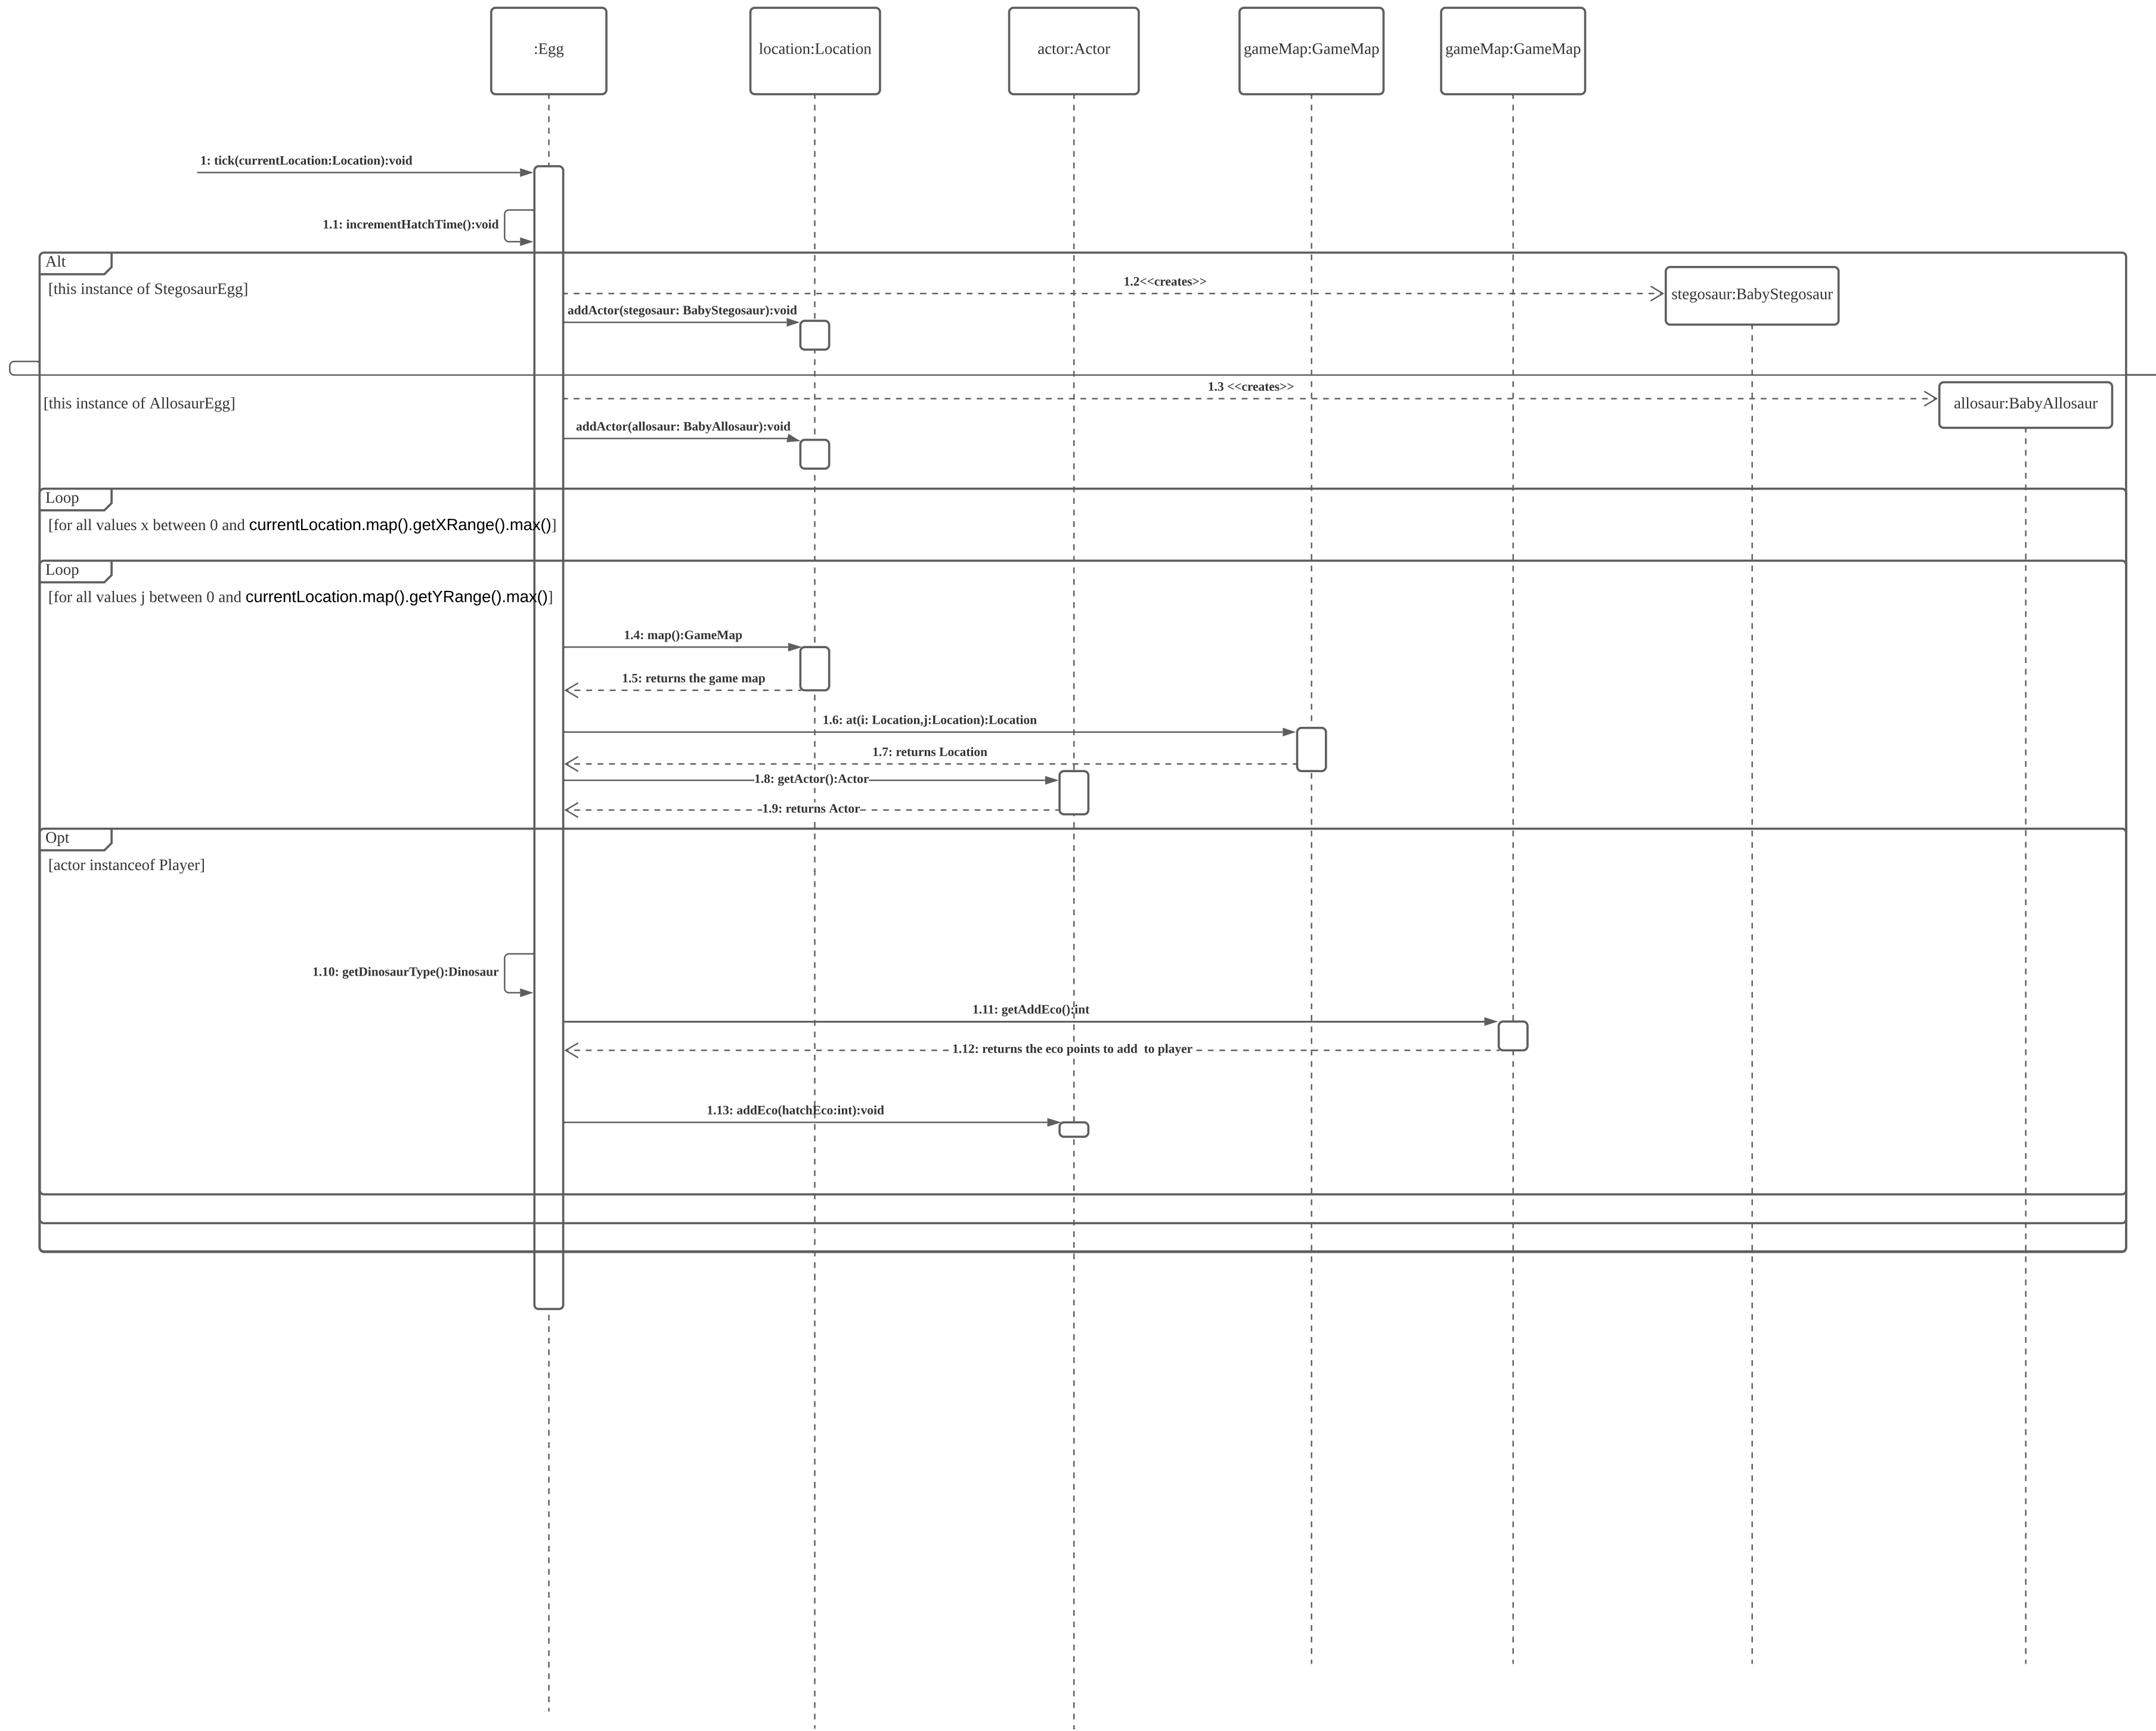 :Egg
location:Location
actor:Actor
gameMap:GameMap
gameMap:GameMap
1: tick(currentLocation:Location):void
1.1: incrementHatchTime():void
Alt
[this instance of StegosaurEgg]
1.2<<creates>>
stegosaur:BabyStegosaur
addActor(stegosaur: BabyStegosaur):void
[this instance of AllosaurEgg]
1.3 <<creates>>
allosaur:BabyAllosaur
addActor(allosaur: BabyAllosaur):void
Loop
[for all values x between 0 and currentLocation.map().getXRange().max()]
Loop
[for all values j between 0 and currentLocation.map().getYRange().max()]
1.4: map():GameMap
1.5: returns the game map
1.6: at(i: Location,j:Location):Location
1.7: returns Location
1.8: getActor():Actor
1.9: returns Actor
Opt
[actor instanceof Player]
1.10: getDinosaurType():Dinosaur
1.11: getAddEco():int
1.12: returns the eco points to add  to player
1.13: addEco(hatchEco:int):void